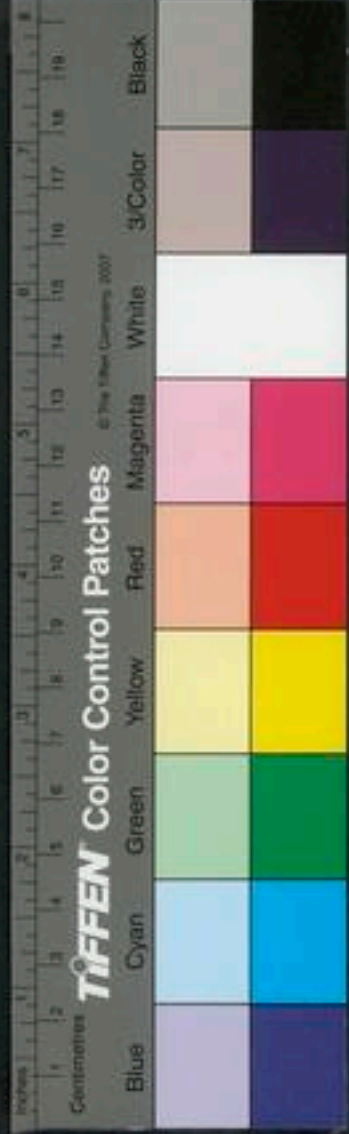 Inches 1 2 3 4 5 6 7 8
Centimetres 1 2 3 4 5 6 7 8 9 10 11 12 13 14 15 16 17 18 19
TIFFEN Color Control Patches © The Tiffen Company, 2007
Blue Cyan Green Yellow Red Magenta White 3/Color Black